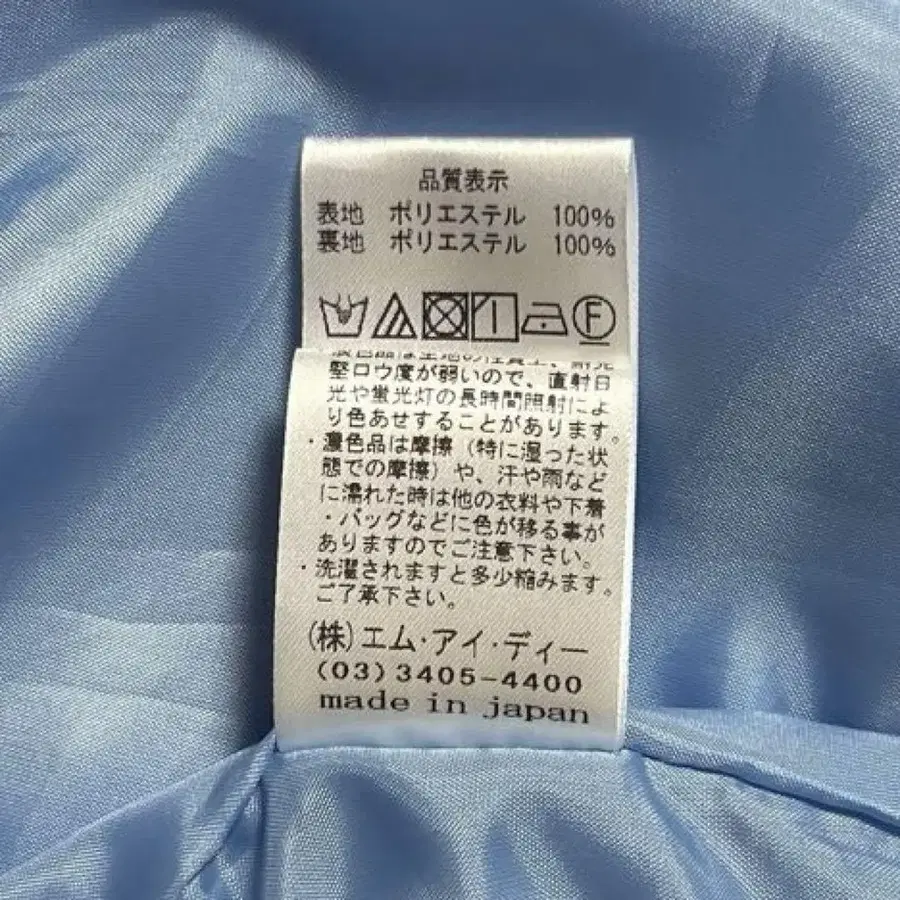 品質表示
表地 ポリエステル 100%
裏地 ポリエステル 100%
F
堅ロウ度が弱いので、直射日
光や蛍光灯の長時間照射によ
り色あせすることがあります。
・濃色品は摩擦（特に湿った状
態での摩擦）や、汗や雨など
に濡れた時は他の衣料や下着
・バッグなどに色が移る事が
ありますのでご注意下さい。
・洗濯されますと多少縮みます。
ご了承下さい。
(株)エム・アイ・ディー
(03)3405-4400
made in japan